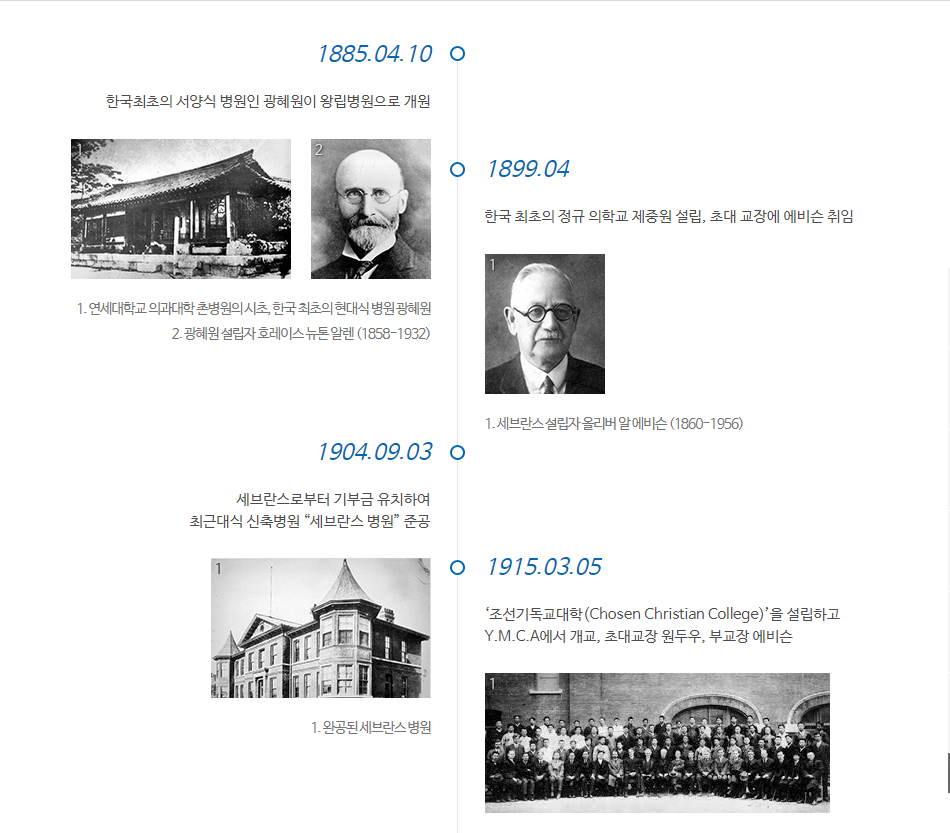 1885.04.10
한국최초의 서양식 병원인 광혜원이 왕립병원으로 개원
1
2
1. 연세대학교 의과대학 촌병원의 시초, 한국 최초의 현대식 병원 광혜원
2. 광혜원 설립자 호레이스 뉴톤 알렌 (1858-1932)
1899.04
한국 최초의 정규 의학교 제중원 설립, 초대 교장에 에비슨 취임
1
1. 세브란스 설립자 올리버 알 에비슨 (1860-1956)
1904.09.03
세브란스로부터 기부금 유치하여
최근대식 신축병원 “세브란스 병원” 준공
1
1. 완공된 세브란스 병원
1915.03.05
‘조선기독교대학(Chosen Christian College)’을 설립하고
Y.M.C.A에서 개교, 초대교장 원두우, 부교장 에비슨
1